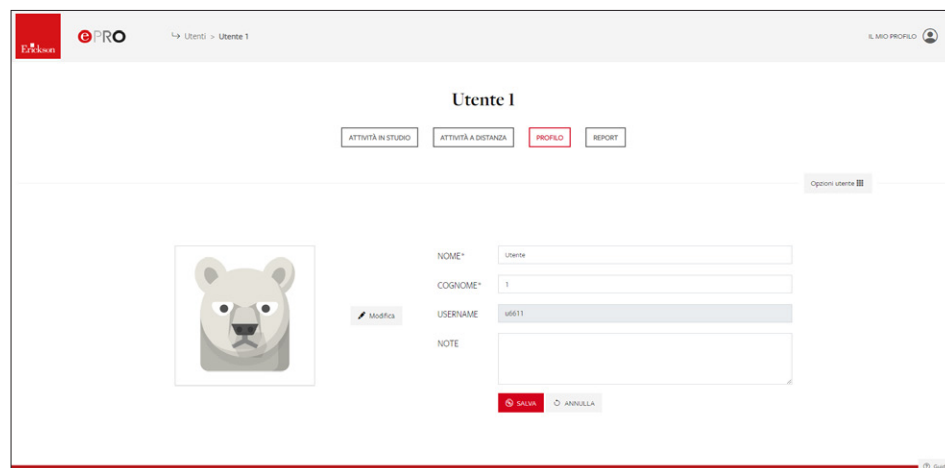 Erickson
ePRO
Utenti > Utente 1
IL MIO PROFILO
Utente 1
ATTIVITÀ IN STUDIO
ATTIVITÀ A DISTANZA
PROFILO
REPORT
Opzioni utente
NOME*
Utente
COGNOME*
1
Modifica
USERNAME
u6611
NOTE
SALVA
ANNULLA